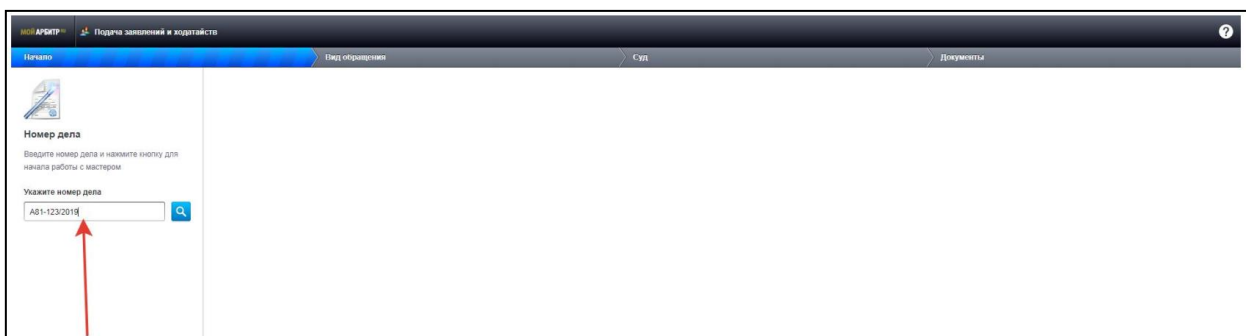 МОЙ АРБИТР РУ Подача заявлений и ходатайств ?
Начало Вид обращения Суд Документы
Номер дела
Введите номер дела и нажмите кнопку для
начала работы с мастером
Укажите номер дела
А81-123/2019